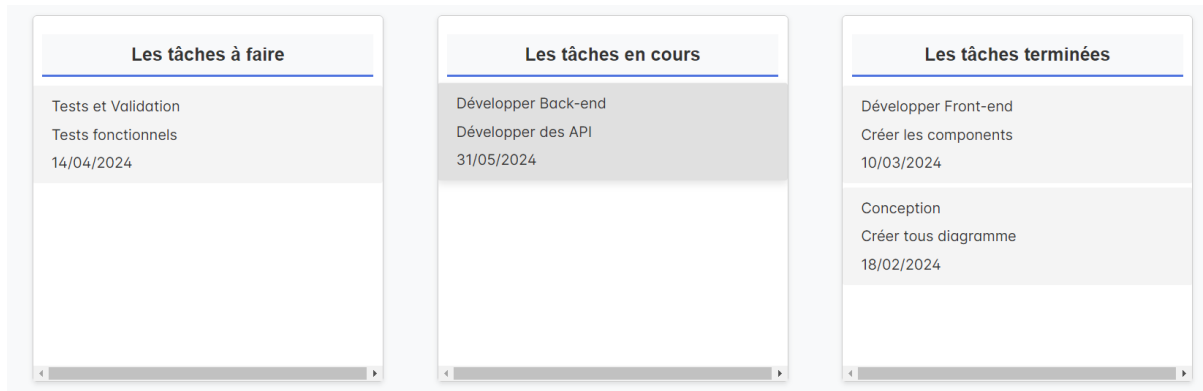 Les tâches à faire
Tests et Validation
Tests fonctionnels
14/04/2024
Les tâches en cours
Développer Back-end
Développer des API
31/05/2024
Les tâches terminées
Développer Front-end
Créer les components
10/03/2024
Conception
Créer tous diagramme
18/02/2024